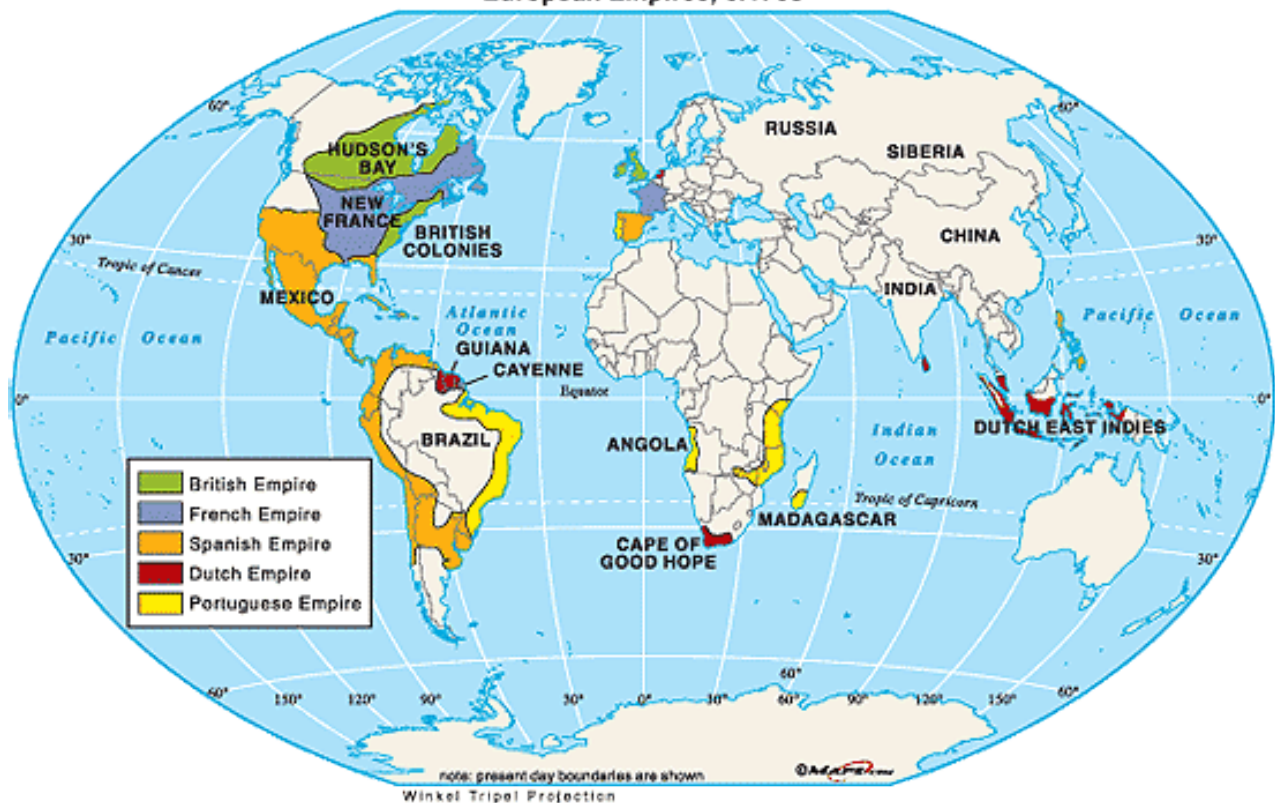 60°
60°
RUSSIA
SIBERIA
HUDSON'S
BAY
NEW
FRANCE
BRITISH
COLONIES
CHINA
30°
30°
Tropic of Cancer
INDIA
MEXICO
Atlantic
Ocean
Pacific Ocean
Pacific Ocean
GUIANA
CAYENNE
Equator
0°
0°
BRAZIL
ANGOLA
Indian
Ocean
DUTCH EAST INDIES
British Empire
French Empire
Spanish Empire
Dutch Empire
Portuguese Empire
Tropic of Capricorn
MADAGASCAR
CAPE OF
GOOD HOPE
30°
30°
60°
60°
150°
120°
90°
30°
0°
30°
60°
90°
120°
150°
60°
note: present day boundaries are shown
©MAPS.com
Winkel Tripel Projection